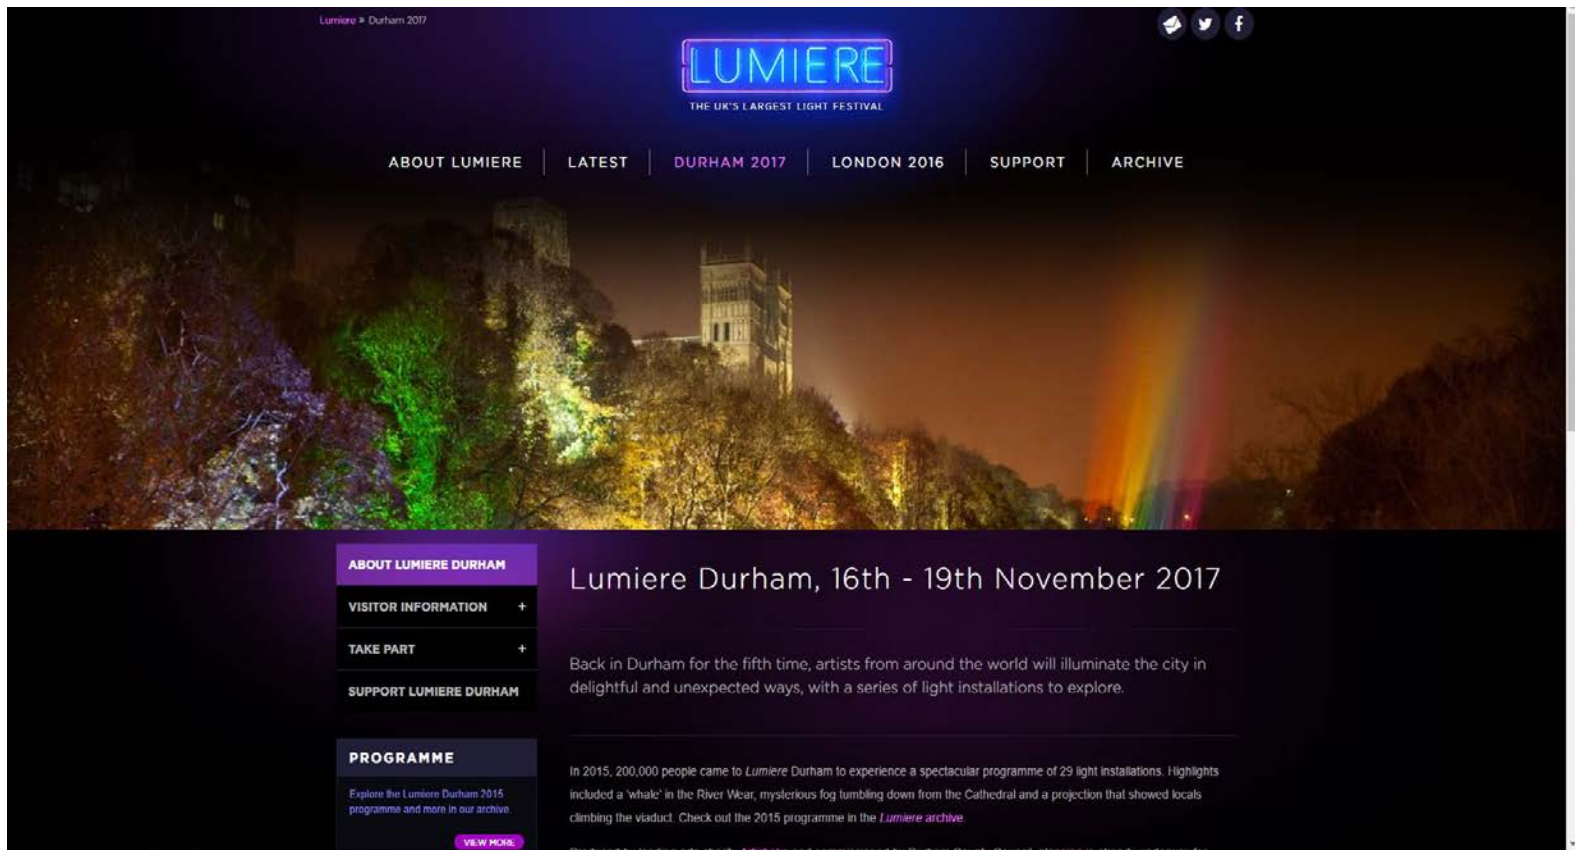 Lumiere » Durham 2017
LUMIERE
THE UK'S LARGEST LIGHT FESTIVAL
ABOUT LUMIERE
LATEST
DURHAM 2017
LONDON 2016
SUPPORT
ARCHIVE
ABOUT LUMIERE DURHAM
VISITOR INFORMATION +
TAKE PART +
SUPPORT LUMIERE DURHAM
PROGRAMME
Explore the Lumiere Durham 2015
programme and more in our archive.
VIEW MORE
Lumiere Durham, 16th - 19th November 2017
Back in Durham for the fifth time, artists from around the world will illuminate the city in
delightful and unexpected ways, with a series of light installations to explore.
In 2015, 200,000 people came to Lumiere Durham to experience a spectacular programme of 29 light installations. Highlights
included a 'whale' in the River Wear, mysterious fog tumbling down from the Cathedral and a projection that showed locals
climbing the viaduct. Check out the 2015 programme in the Lumiere archive.